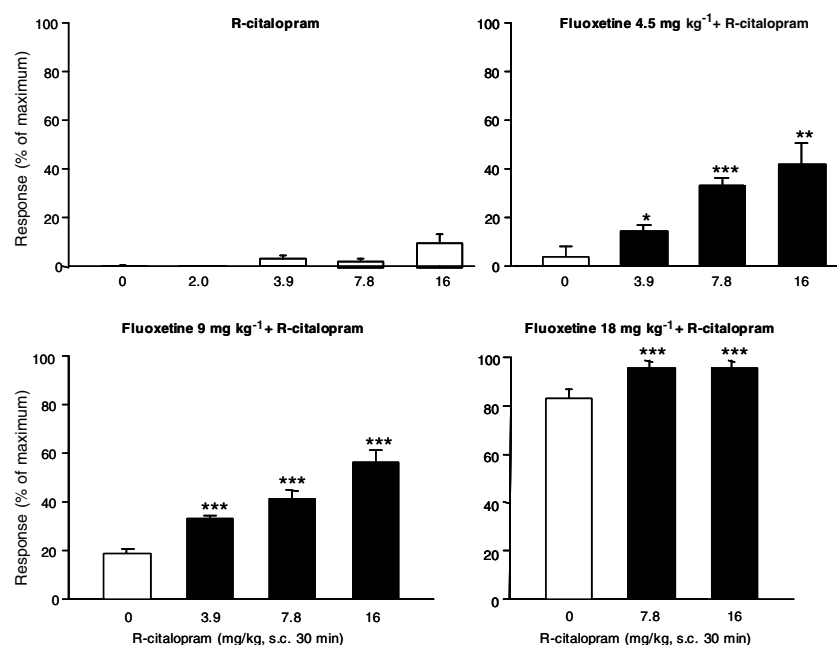 R-citalopram
Response (% of maximum)
100
80
60
40
20
0
0 2.0 3.9 7.8 16
Fluoxetine 4.5 mg kg-1+ R-citalopram
100
80
60
40
20
0
*
***
**
0 3.9 7.8 16
Fluoxetine 9 mg kg-1+ R-citalopram
Response (% of maximum)
100
80
60
40
20
0
***
***
***
0 3.9 7.8 16
R-citalopram (mg/kg, s.c. 30 min)
Fluoxetine 18 mg kg-1+ R-citalopram
100
80
60
40
20
0
*** ***
0 7.8 16
R-citalopram (mg/kg, s.c. 30 min)